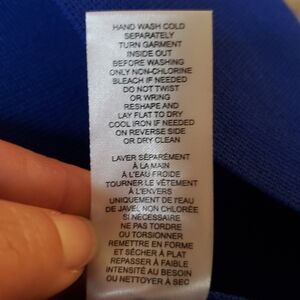 HAND WASH COLD
SEPARATELY
TURN GARMENT
INSIDE OUT
BEFORE WASHING
ONLY NON-CHLORINE
BLEACH IF NEEDED
DO NOT TWIST
OR WRING
RESHAPE AND
LAY FLAT TO DRY
COOL IRON IF NEEDED
ON REVERSE SIDE
OR DRY CLEAN
LAVER SÉPARÉMENT
À LA MAIN
À L'EAU FROIDE
TOURNER LE VÊTEMENT
À L'ENVERS
UNIQUEMENT DE L'EAU
DE JAVEL NON CHLORÉE
SI NÉCESSAIRE
NE PAS TORDRE
OU TORSIONNER
REMETTRE EN FORME
ET SÉCHER À PLAT
REPASSER À FAIBLE
INTENSITÉ AU BESOIN
OU NETTOYER À SEC